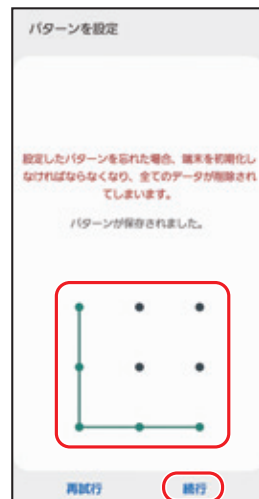 パターンを設定
設定したパターンを忘れた場合、端末を初期化し
なければならなくなり、全てのデータが削除され
てしまいます。
パターンが保存されました。
再試行
続行